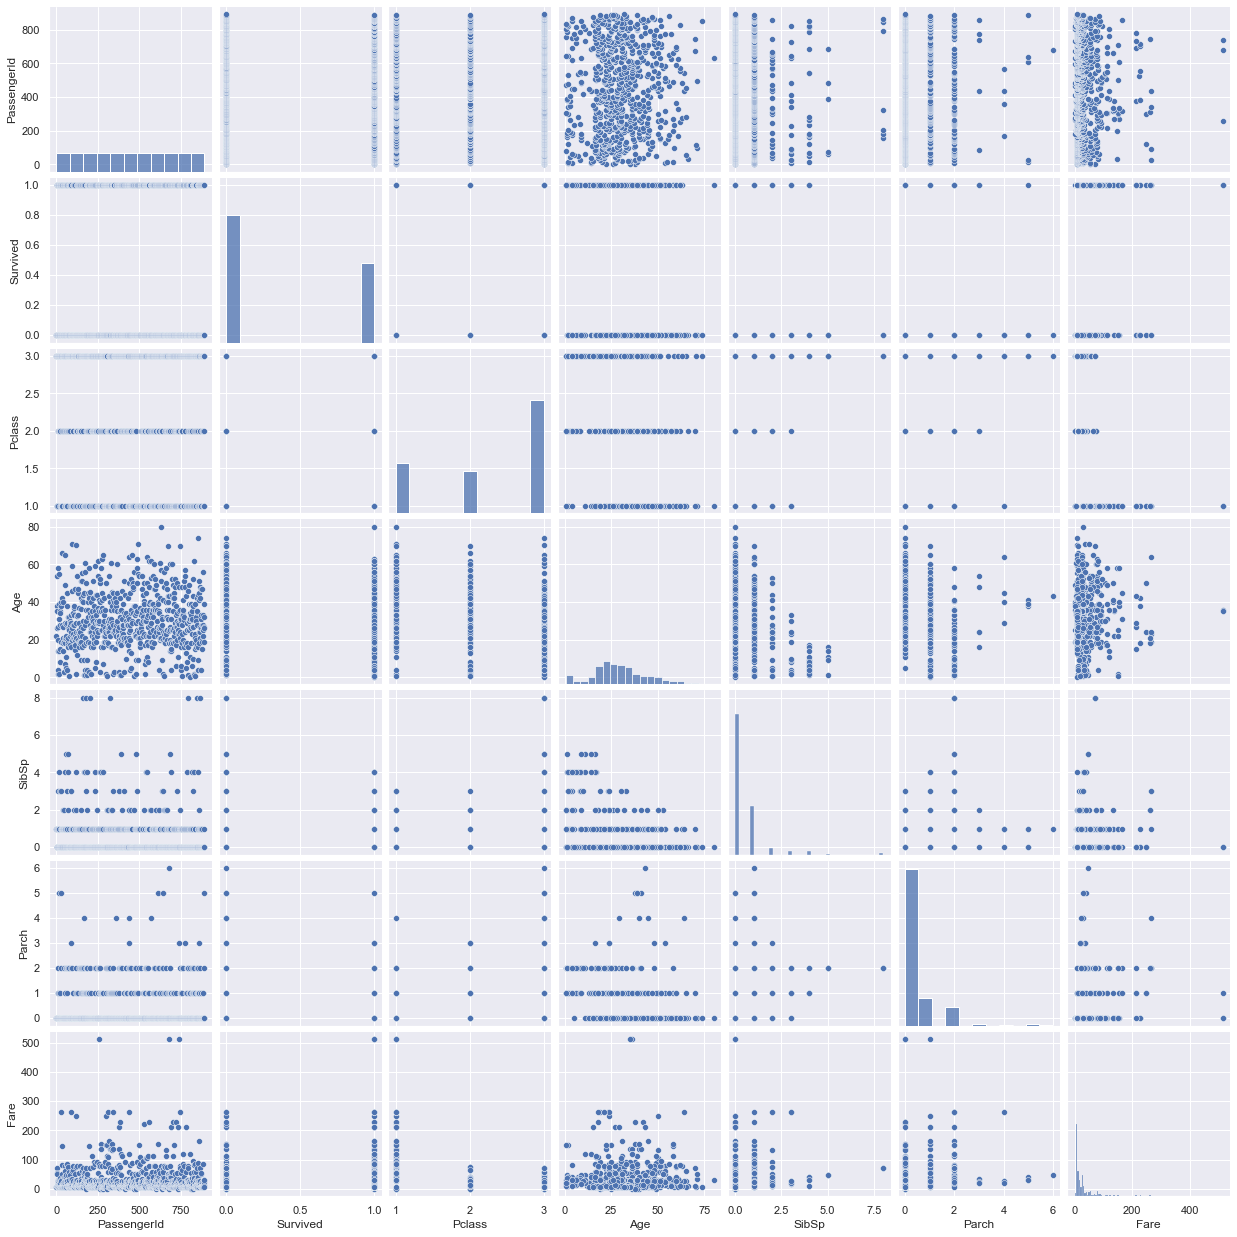 800
600
400
200
0
PassengerId
1.0
0.8
0.6
0.4
0.2
0.0
Survived
3.0
2.5
2.0
1.5
1.0
Pclass
80
60
40
20
0
Age
8
6
4
2
0
SibSp
6
5
4
3
2
1
0
Parch
500
400
300
200
100
0
Fare
0 250 500 750
0.0 0.5 1.0
1 2 3
0 25 50 75
0.0 2.5 5.0 7.5
0 2 4 6
0 200 400
PassengerId Survived Pclass Age SibSp Parch Fare